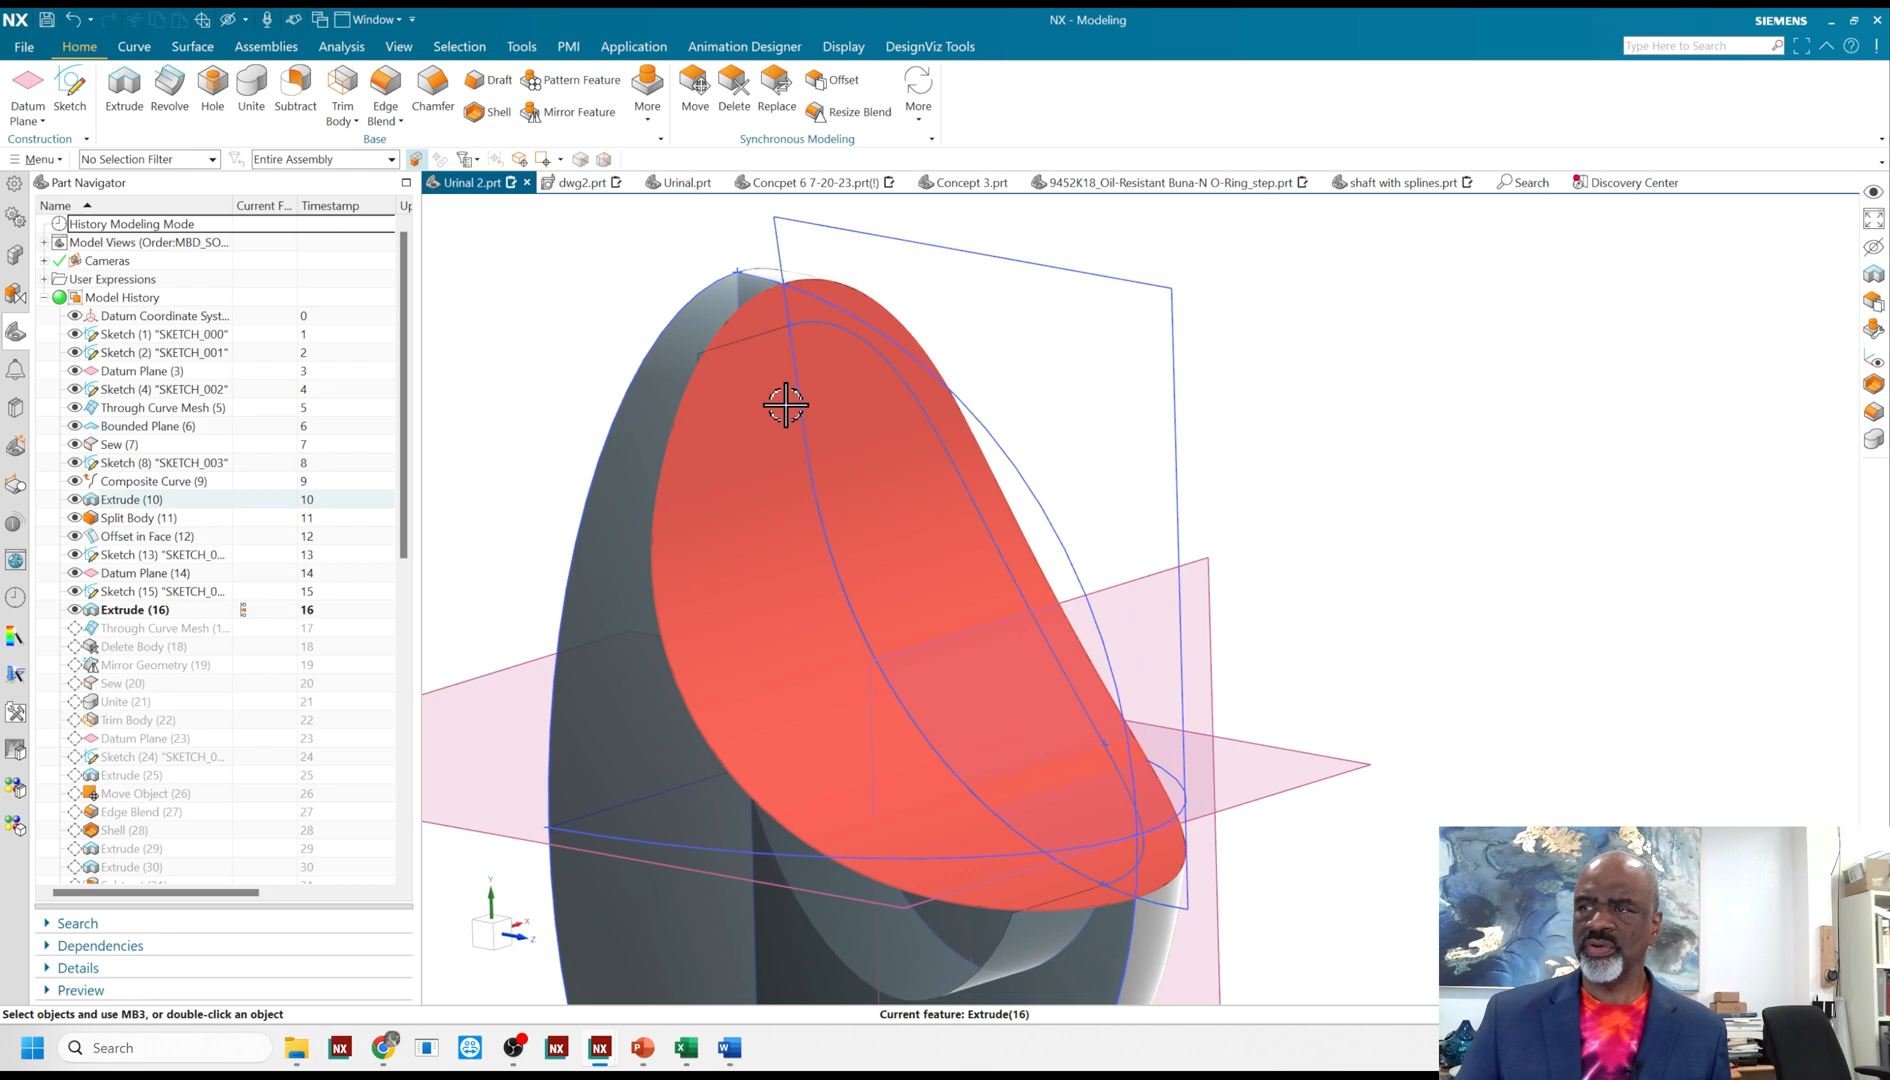 NX Window NX - Modeling SIEMENS
File Home Curve Surface Assemblies Analysis View Selection Tools PMI Application Animation Designer Display DesignViz Tools Type Here to Search
Draft Pattern Feature Offset
Datum Plane Sketch Extrude Revolve Hole Unite Subtract Trim Body Edge Blend Chamfer Shell Mirror Feature More Move Delete Replace Resize Blend More
Construction Base Synchronous Modeling
Menu No Selection Filter Entire Assembly
Part Navigator Urinal 2.prt dwg2.prt Urinal.prt Concpet 6 7-20-23.prt(!) Concept 3.prt 9452K18_Oil-Resistant Buna-N O-Ring_step.prt shaft with splines.prt Search Discovery Center
Name Current F... Timestamp Up
History Modeling Mode
Model Views (Order:MBD_SO...
Cameras
User Expressions
Model History
Datum Coordinate Syst... 0
Sketch (1) "SKETCH_000" 1
Sketch (2) "SKETCH_001" 2
Datum Plane (3) 3
Sketch (4) "SKETCH_002" 4
Through Curve Mesh (5) 5
Bounded Plane (6) 6
Sew (7) 7
Sketch (8) "SKETCH_003" 8
Composite Curve (9) 9
Extrude (10) 10
Split Body (11) 11
Offset in Face (12) 12
Sketch (13) "SKETCH_0... 13
Datum Plane (14) 14
Sketch (15) "SKETCH_0... 15
Extrude (16) 16
Through Curve Mesh (1... 17
Delete Body (18) 18
Mirror Geometry (19) 19
Sew (20) 20
Unite (21) 21
Trim Body (22) 22
Datum Plane (23) 23
Sketch (24) "SKETCH_0... 24
Extrude (25) 25
Move Object (26) 26
Edge Blend (27) 27
Shell (28) 28
Extrude (29) 29
Extrude (30) 30
Search
Dependencies
Details
Preview
Y
X
Z
Select objects and use MB3, or double-click an object Current feature: Extrude(16)
Search NX NX NX P X W